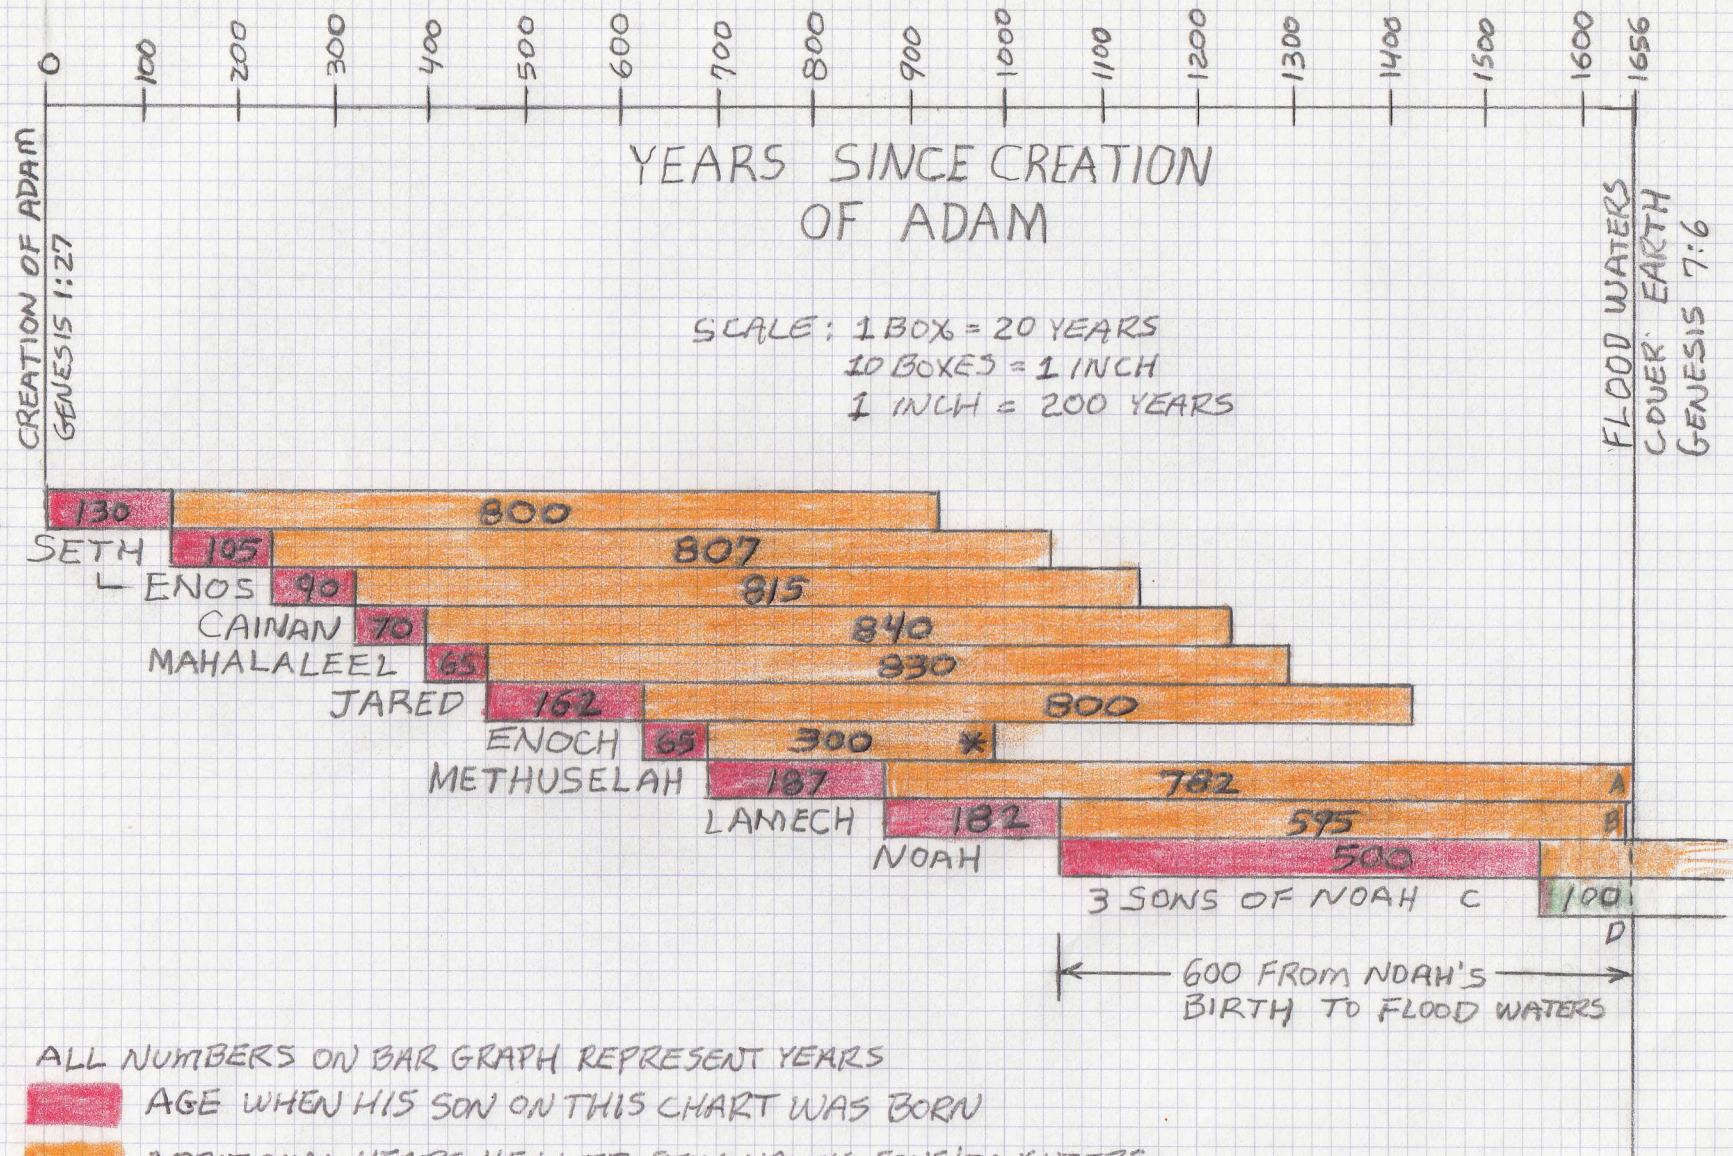 0 100 200 300 400 500 600 700 800 900 1000 1100 1200 1300 1400 1500 1600 1656
CREATION OF ADAM
GENESIS 1:27
YEARS SINCE CREATION
OF ADAM
FLOOD WATERS
COVER EARTH
GENESIS 7:6
SCALE: 1 BOX = 20 YEARS
10 BOXES = 1 INCH
1 INCH = 200 YEARS
130 800
SETH 105 807
ENOS 90 815
CAINAN 70 840
MAHALALEEL 65 830
JARED 162 800
ENOCH 65 300 *
METHUSELAH 187 782 A
LAMECH 182 595 B
NOAH 500
3 SONS OF NOAH C 100
D
600 FROM NOAH'S
BIRTH TO FLOOD WATERS
ALL NUMBERS ON BAR GRAPH REPRESENT YEARS
AGE WHEN HIS SON ON THIS CHART WAS BORN